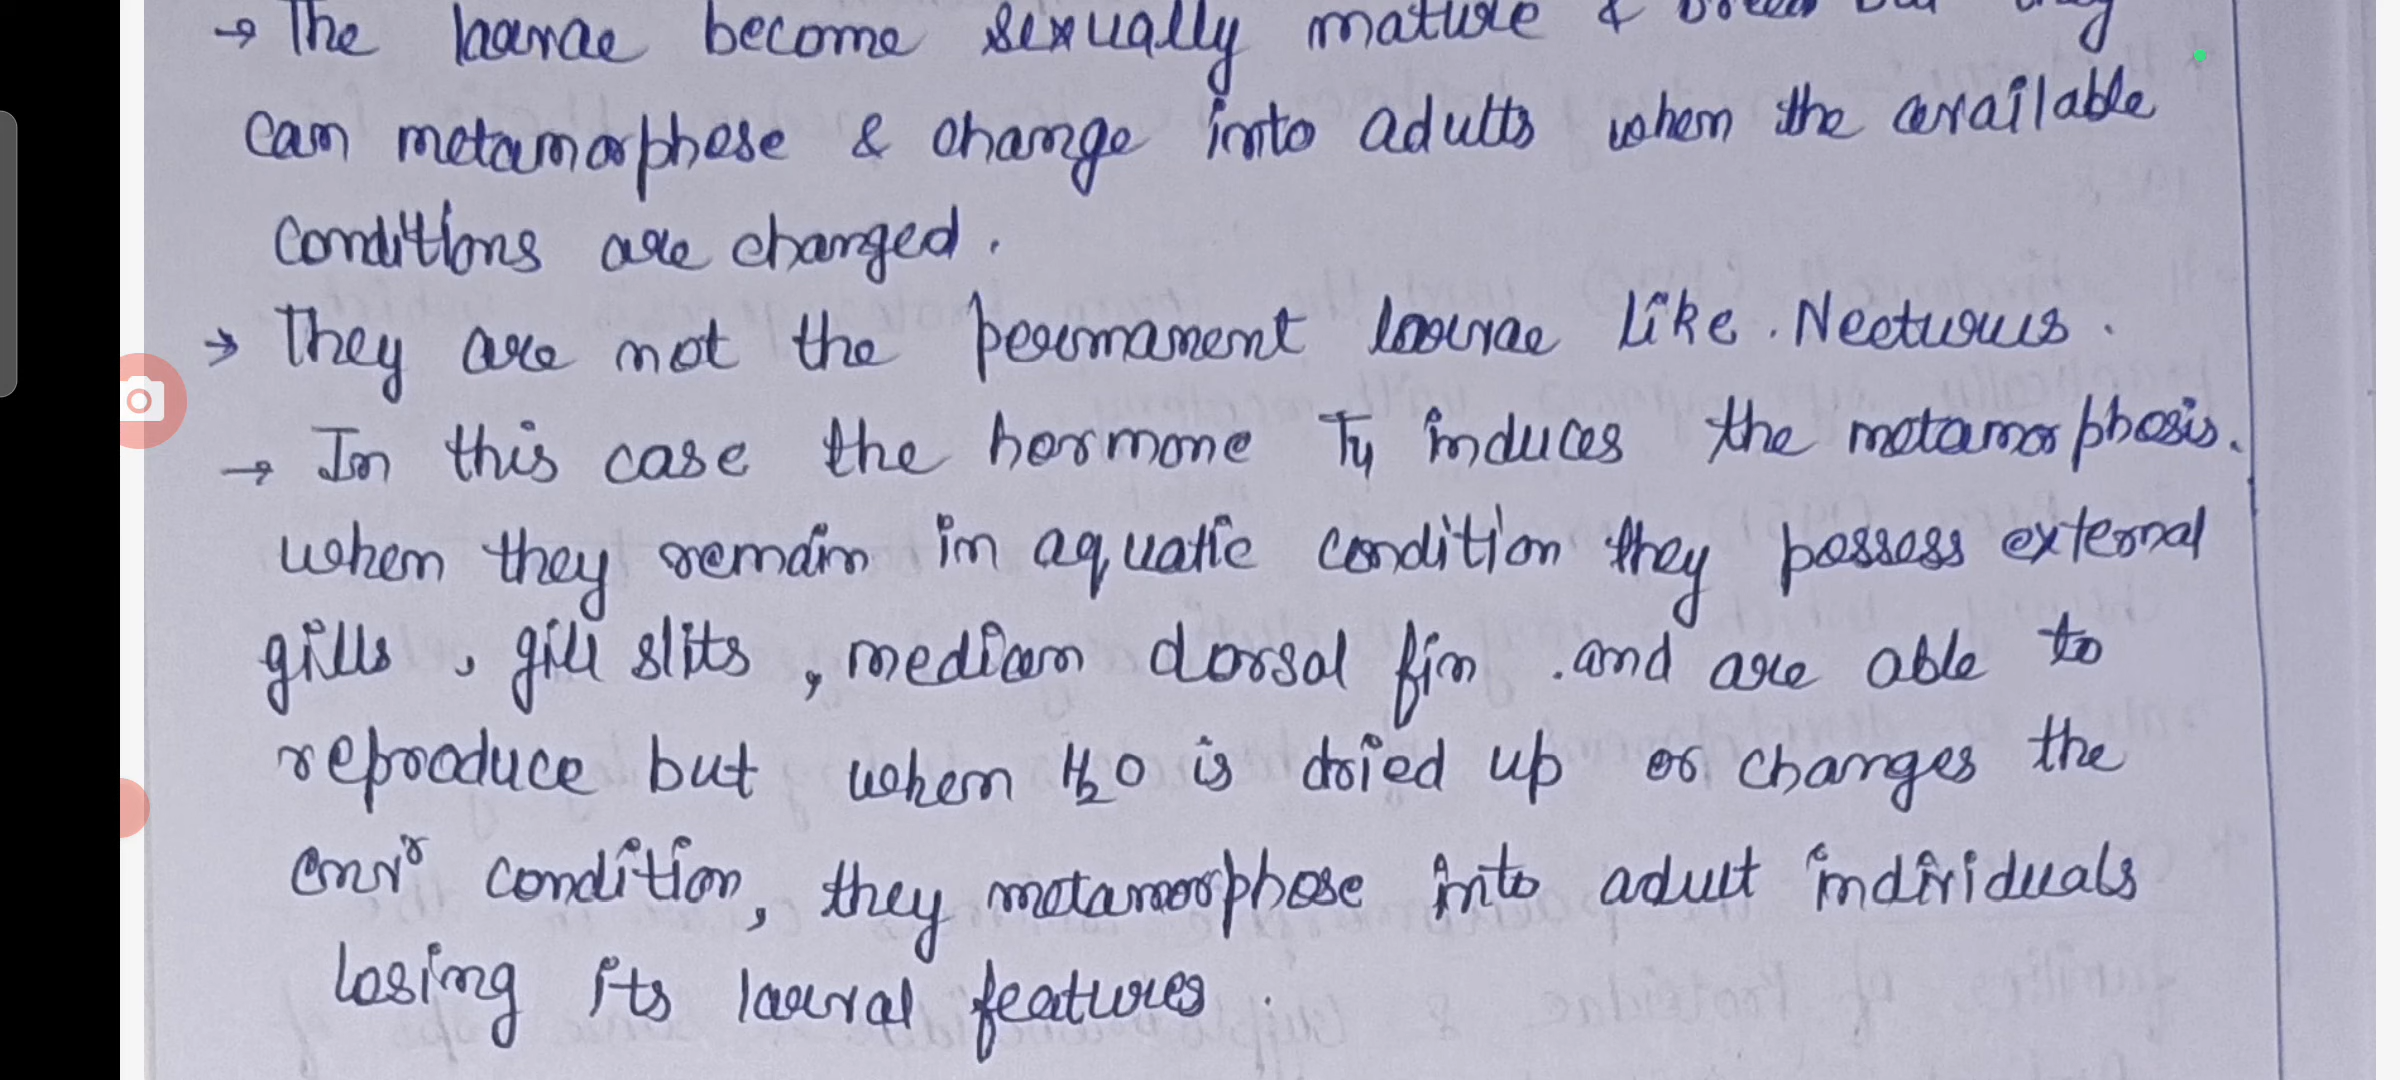 → The larvae become sexually mature & breed but they
can metamorphose & change into adults when the available
conditions are changed.
→ They are not the permanent larvae like Necturus.
→ In this case the hormone T4 induces the metamorphosis.
when they remain in aquatic condition they possess external
gills, gill slits, median dorsal fin .and are able to
reproduce but when H2O is dried up or changes the
envr condition, they metamorphose into adult individuals
losing its larval features.